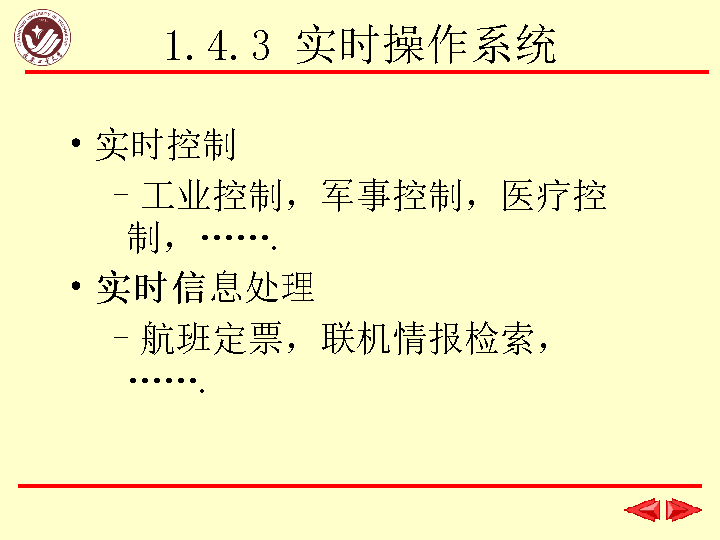 1.4.3 实时操作系统
• 实时控制
– 工业控制，军事控制，医疗控
制，…….
• 实时信息处理
– 航班定票，联机情报检索，
…….